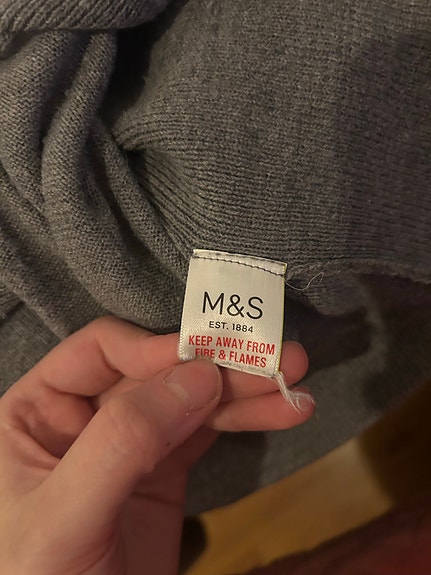 M&S
EST. 1884
KEEP AWAY FROM
FIRE & FLAMES